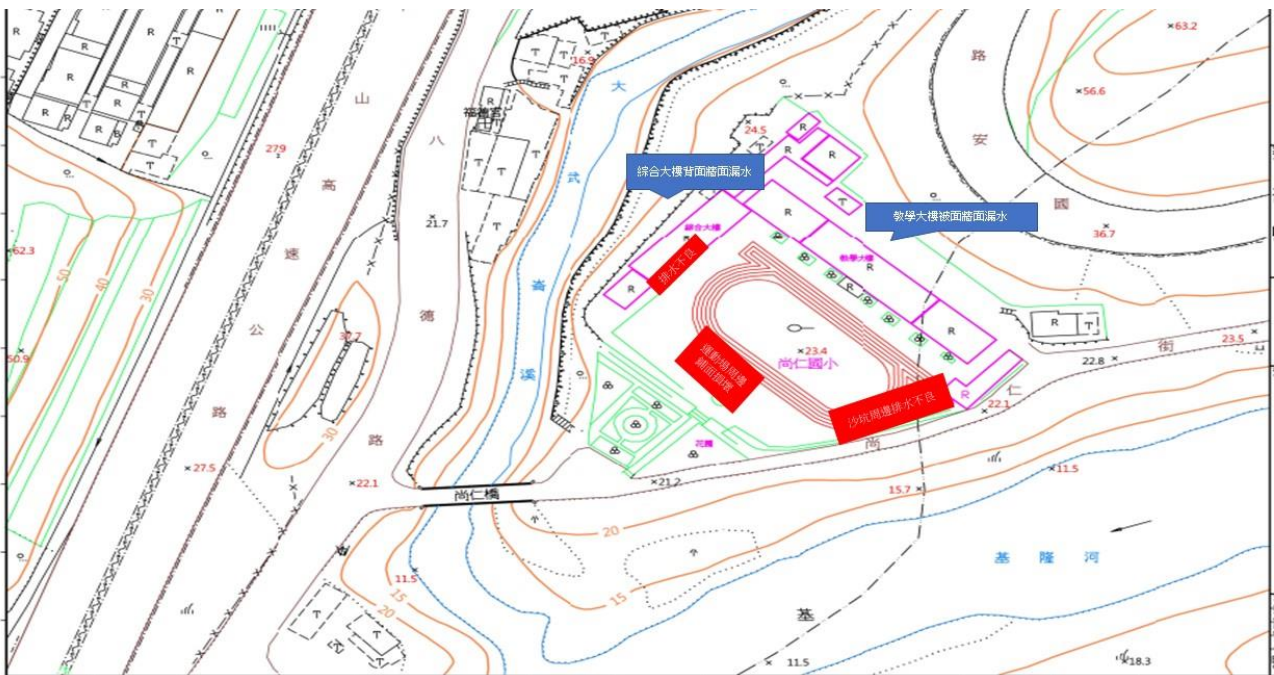 R
R
R
R
R
R
R
R
R
B
T
T
T
279
62.3
50
40
30
50.9
山
高
速
公
路
八
德
路
福德宮
R
T
T
T
T
T
T
T
16.9
21.7
30
27.5
22.1
大
武
崙
溪
尚仁橋
11.5
15
20
T
T
T
24.5
R
R
R
R
T
綜合大樓背面牆面漏水
教學大樓被面牆面漏水
綜合大樓
教學大樓
R
R
R
R
R
排水不良
運動場周邊
鋪面損壞
沙坑周邊排水不良
23.4
尚仁國小
花圃
21.2
路
安
國
63.2
56.6
36.7
R
T
22.8
23.5
街
仁
尚
22.1
11.5
15.7
20
15
基隆河
基
11.5
18.3